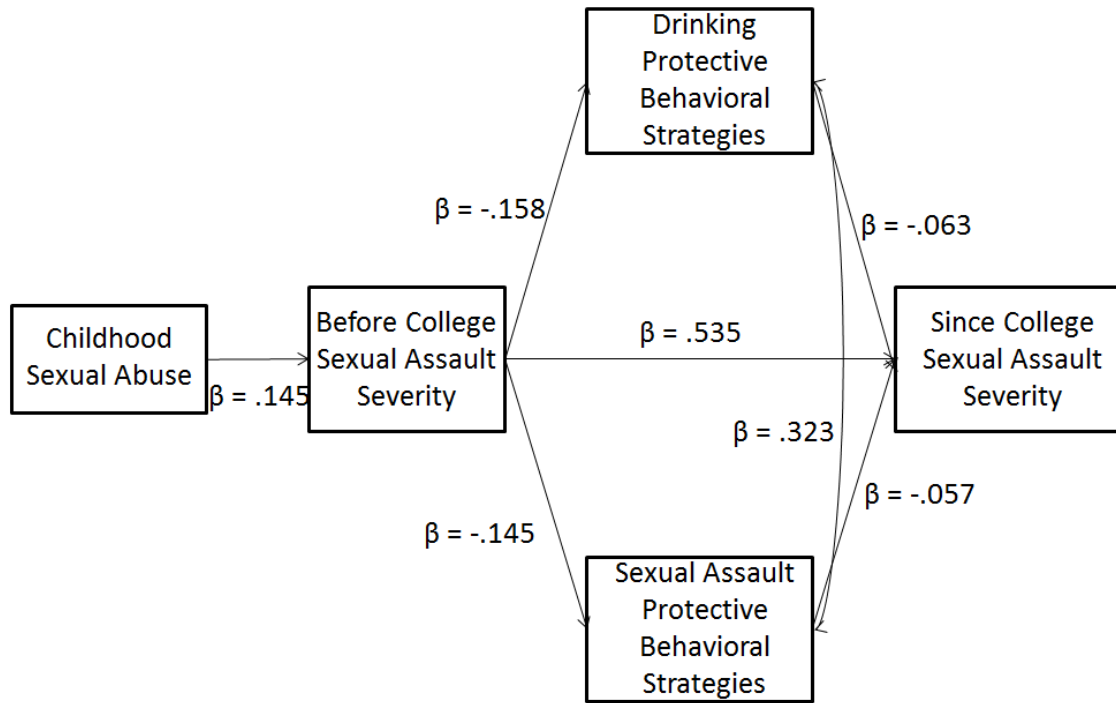 Drinking
Protective
Behavioral
Strategies
β = -.158
β = -.063
Childhood
Sexual Abuse
β = .145
Before College
Sexual Assault
Severity
β = .535
Since College
Sexual Assault
Severity
β = .323
β = -.057
β = -.145
Sexual Assault
Protective
Behavioral
Strategies